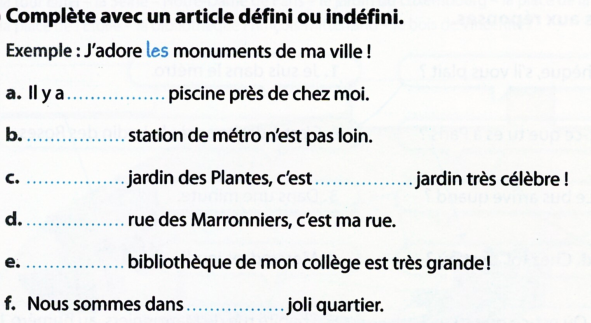 Complète avec un article défini ou indéfini.
Exemple : J'adore les monuments de ma ville !
a. Il y a ................ piscine près de chez moi.
b. ................ station de métro n'est pas loin.
c. ................ jardin des Plantes, c'est ................ jardin très célèbre !
d. ................ rue des Marronniers, c'est ma rue.
e. ................ bibliothèque de mon collège est très grande!
f. Nous sommes dans ................ joli quartier.